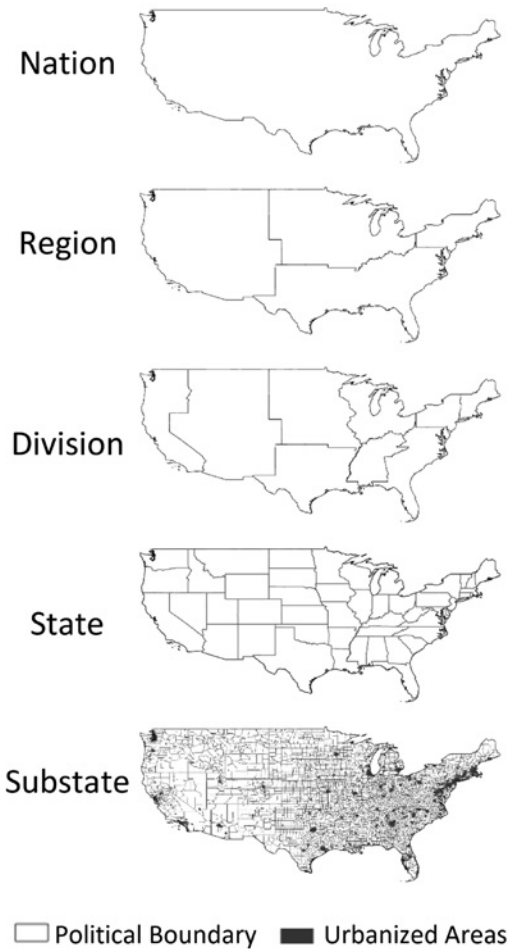 Nation
Region
Division
State
Substate
Political Boundary Urbanized Areas